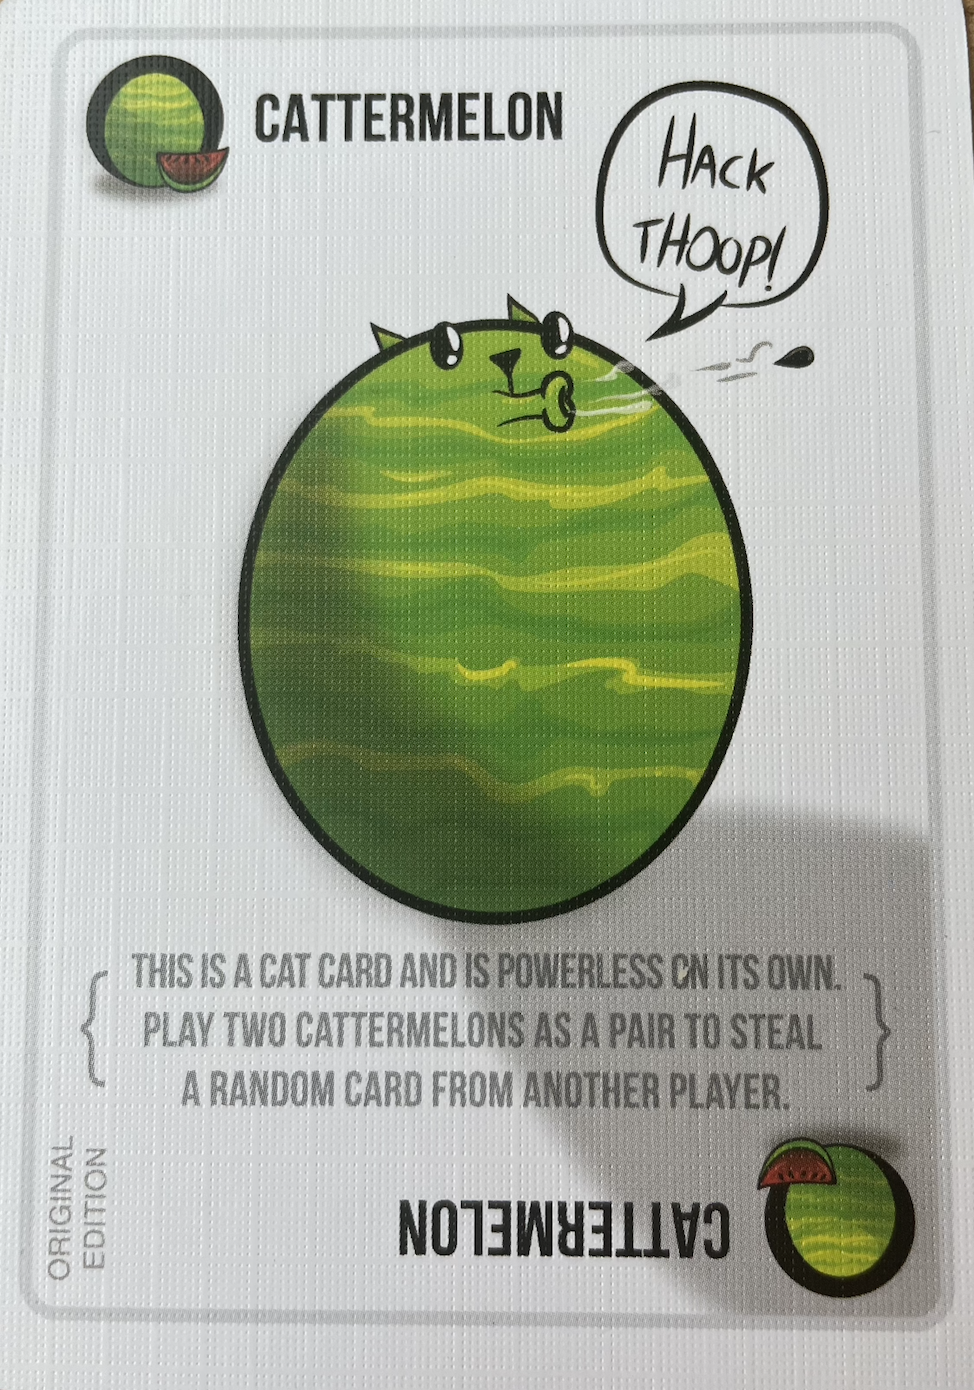 CATTERMELON
HACK
THOOP!
THIS IS A CAT CARD AND IS POWERLESS ON ITS OWN.
PLAY TWO CATTERMELONS AS A PAIR TO STEAL
A RANDOM CARD FROM ANOTHER PLAYER.
ORIGINAL
EDITION
CATTERMELON